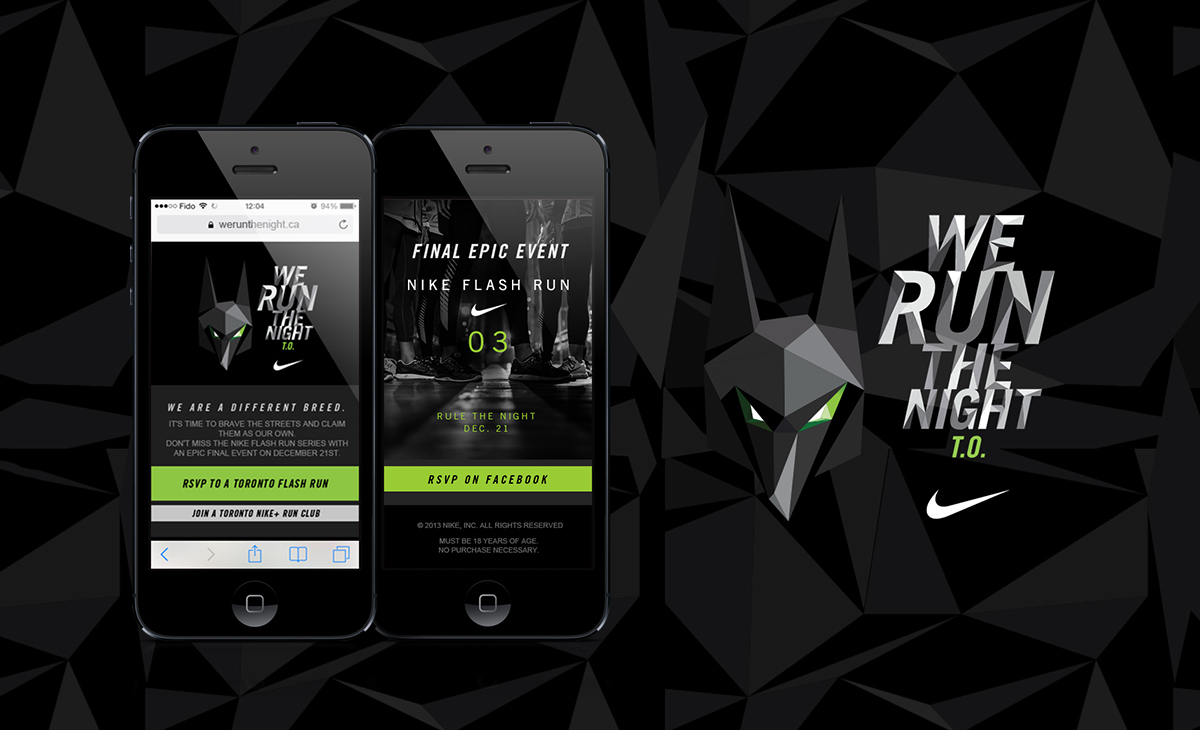 Fido
12:04
94%
werunthenight.ca
WE
RUN
THE
NIGHT
T.O.
WE ARE A DIFFERENT BREED.
IT'S TIME TO BRAVE THE STREETS AND CLAIM
THEM AS OUR OWN.
DON'T MISS THE NIKE FLASH RUN SERIES WITH
AN EPIC FINAL EVENT ON DECEMBER 21ST.
RSVP TO A TORONTO FLASH RUN
JOIN A TORONTO NIKE+ RUN CLUB
FINAL EPIC EVENT
NIKE FLASH RUN
03
RULE THE NIGHT
DEC. 21
RSVP ON FACEBOOK
© 2013 NIKE, INC. ALL RIGHTS RESERVED
MUST BE 18 YEARS OF AGE.
NO PURCHASE NECESSARY.
WE
RUN
THE
NIGHT
T.O.